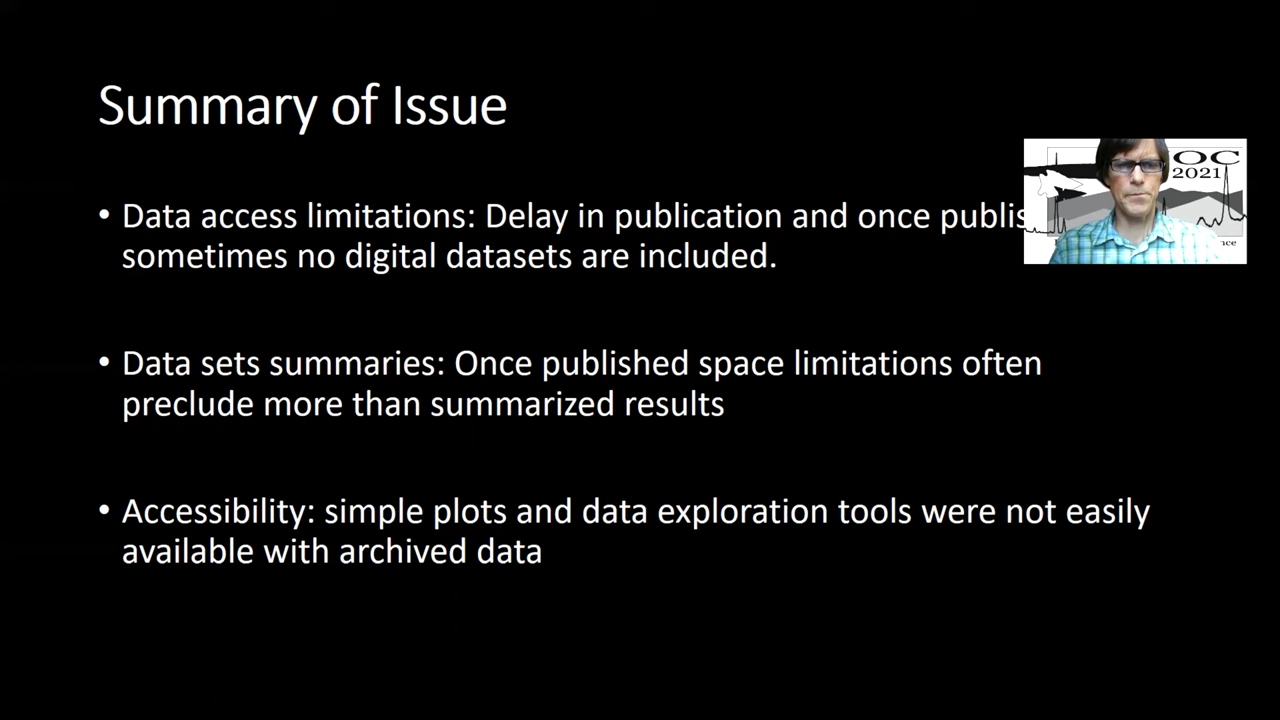 Summary of Issue
• Data access limitations: Delay in publication and once publis
sometimes no digital datasets are included.
• Data sets summaries: Once published space limitations often
preclude more than summarized results
• Accessibility: simple plots and data exploration tools were not easily
available with archived data
OC
2021